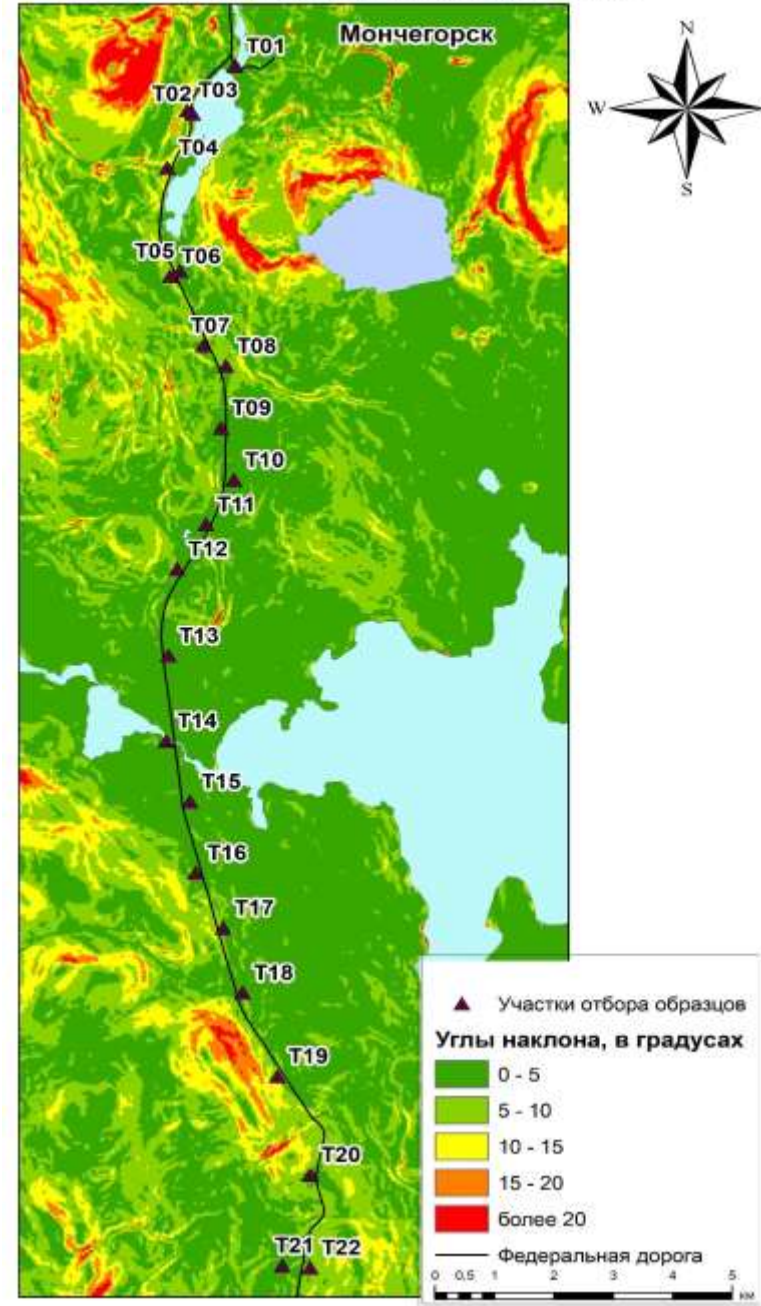 Мончегорск
T01
T02
T03
T04
T05
T06
T07
T08
T09
T10
T11
T12
T13
T14
T15
T16
T17
T18
T19
T20
T21
T22
N
W
S
Участки отбора образцов
Углы наклона, в градусах
0 - 5
5 - 10
10 - 15
15 - 20
более 20
Федеральная дорога
0 0,5 1 2 3 4 5
км